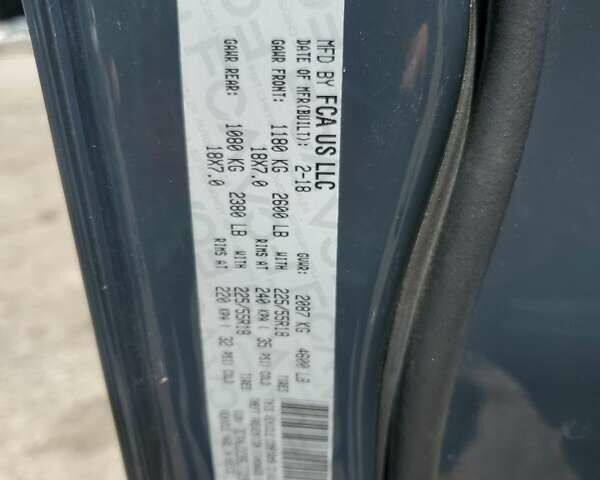 MFD BY FCA US LLC
DATE OF MFR(BUILT): 2-18 GVWR: 2087 KG 4600 LB
GAWR FRONT: 1180 KG 2600 LB WITH 225/55R18 TIRES
18X7.0 RIMS AT 240 KPA( 35 PSI) COLD
GAWR REAR: 1080 KG 2380 LB WITH 225/55R18 TIRES
18X7.0 RIMS AT 220 KPA( 32 PSI) COLD